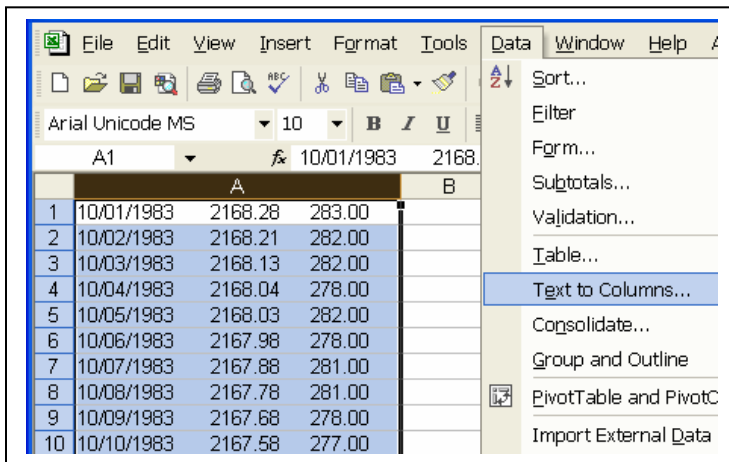 File Edit View Insert Format Tools Data Window Help
Arial Unicode MS 10 B I U
A1 fx 10/01/1983 2168.
A B
1 10/01/1983 2168.28 283.00
2 10/02/1983 2168.21 282.00
3 10/03/1983 2168.13 282.00
4 10/04/1983 2168.04 278.00
5 10/05/1983 2168.03 282.00
6 10/06/1983 2167.98 278.00
7 10/07/1983 2167.88 281.00
8 10/08/1983 2167.78 281.00
9 10/09/1983 2167.68 278.00
10 10/10/1983 2167.58 277.00
Sort...
Filter
Form...
Subtotals...
Validation...
Table...
Text to Columns...
Consolidate...
Group and Outline
PivotTable and PivotC
Import External Data